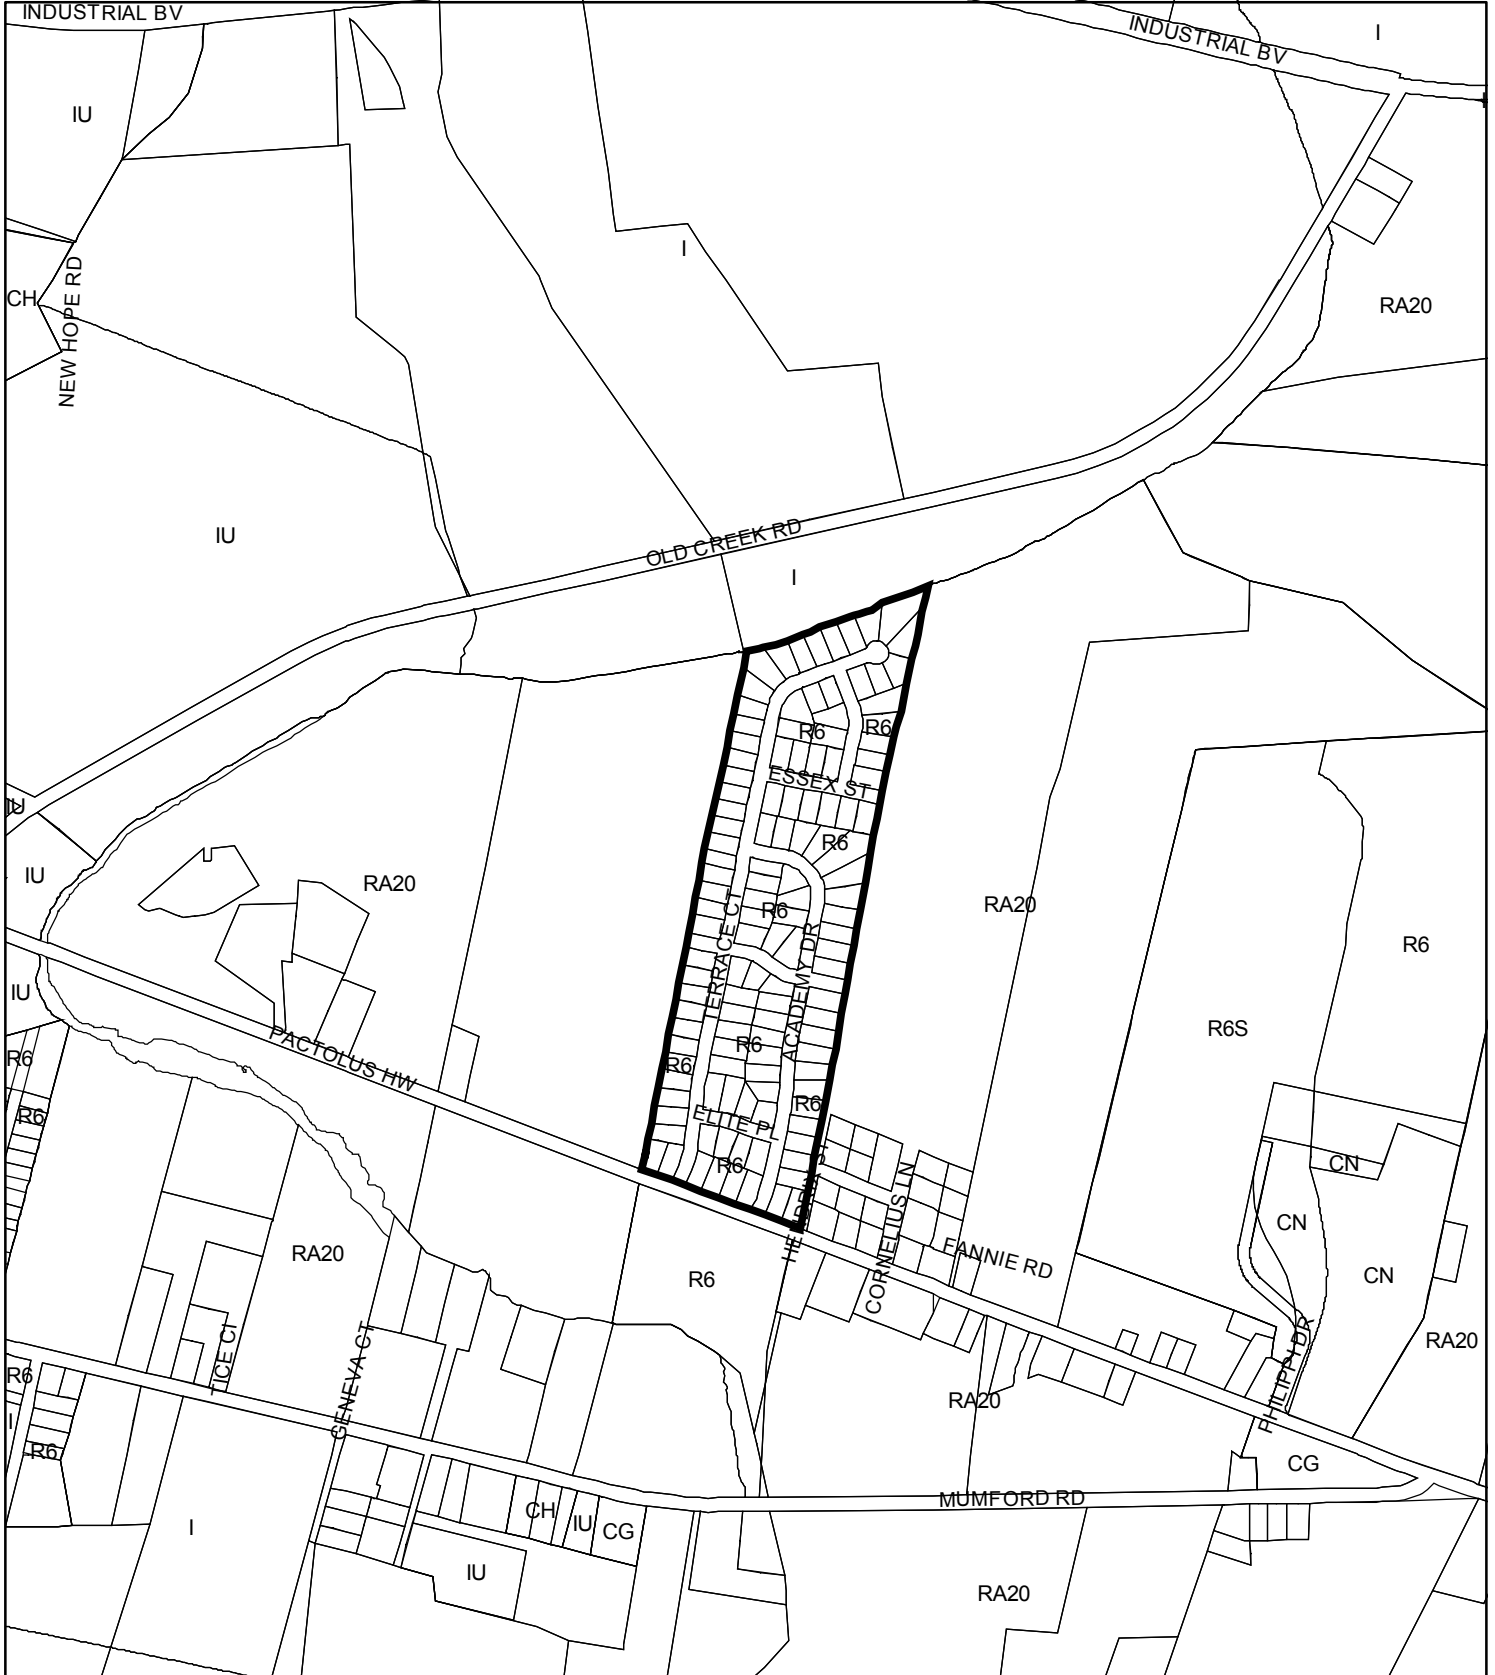 INDUSTRIAL BV
INDUSTRIAL BV
I
IU
I
CH
NEW HOPE RD
RA20
IU
OLD CREEK RD
I
R6
R6
ESSEX ST
IU
R6
IU
RA20
RA20
R6
TERRACE CT
ACADEMY DR
R6
IU
R6S
PACTOLUS HW
R6
R6
R6
R6
R6
ELITE PL
R6
CN
CORNELIUS LN
CN
RA20
FANNIE RD
R6
CN
RA20
R6
TICE CI
GENEVA CT
PHILIPPI DR
RA20
I
R6
CG
MUMFORD RD
CH
IU
CG
I
IU
RA20